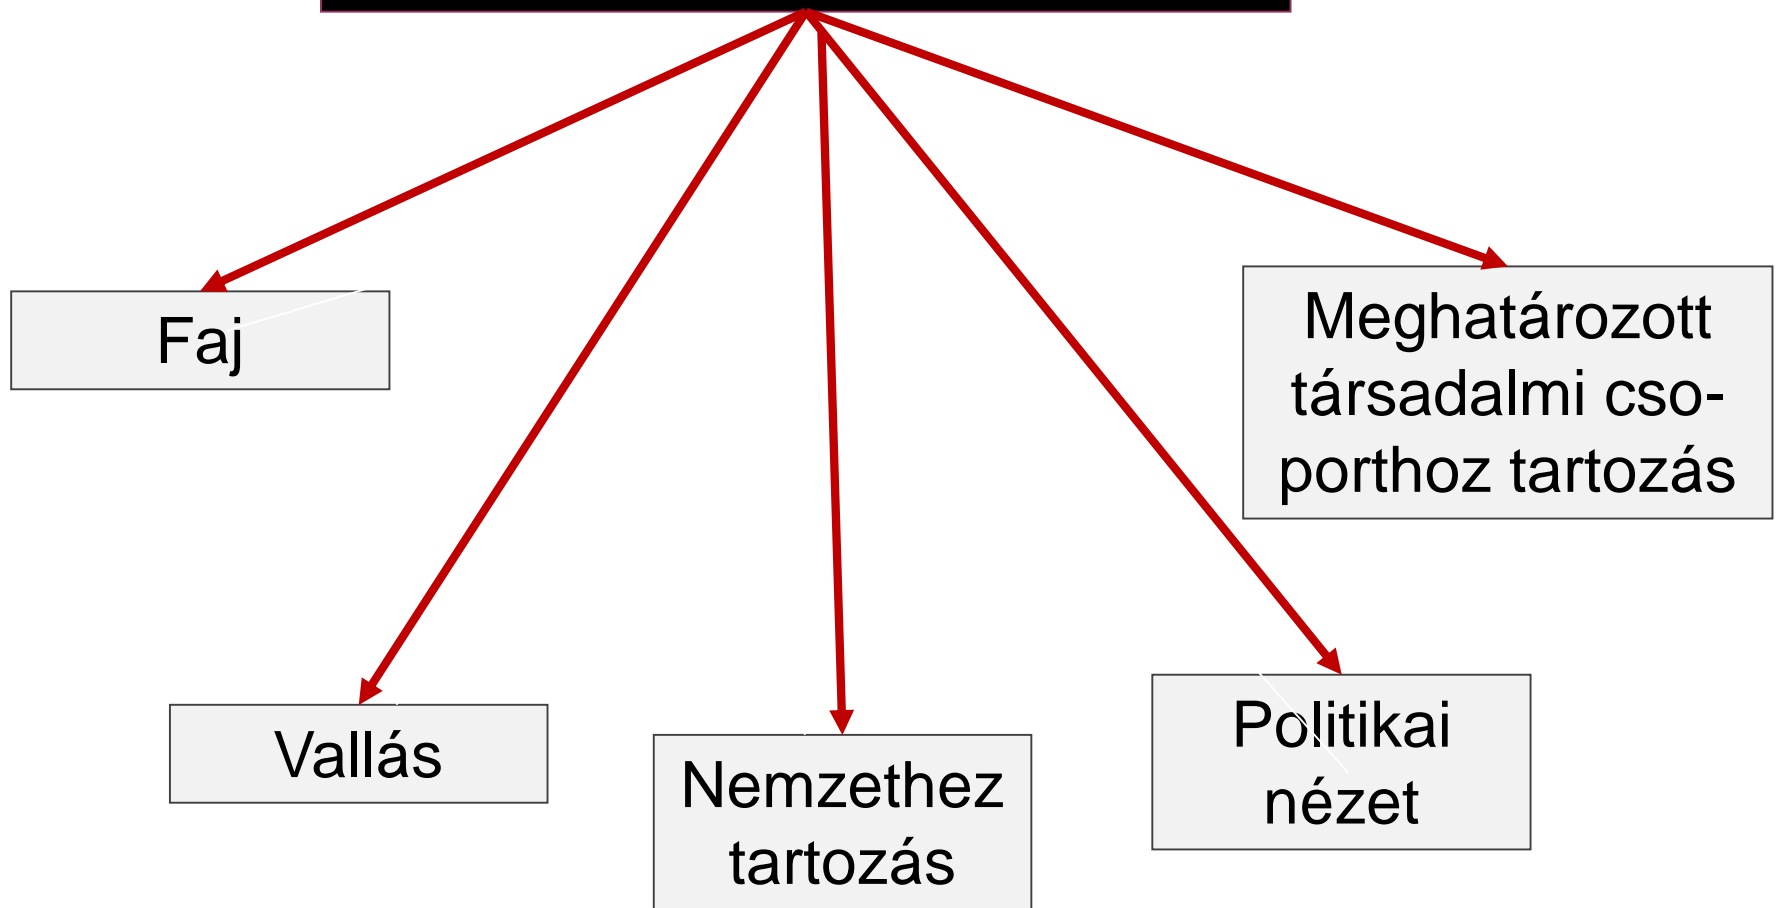 Faj
Meghatározott
társadalmi cso-
porthoz tartozás
Vallás
Nemzethez
tartozás
Politikai
nézet